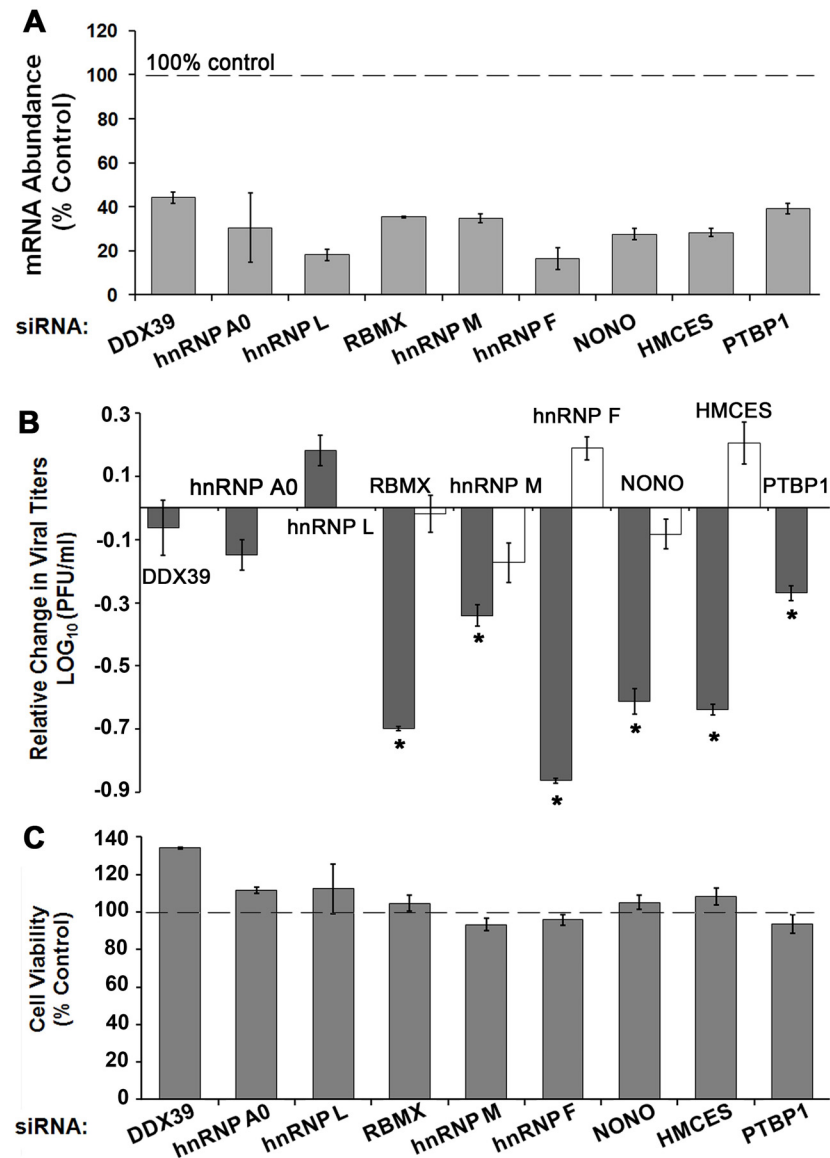 A
mRNA Abundance
(% Control)
120
100
80
60
40
20
0
100% control
siRNA:
DDX39
hnRNP A0
hnRNP L
RBMX
hnRNP M
hnRNP F
NONO
HMCES
PTBP1
B
Relative Change in Viral Titers
LOG10 (PFU/ml)
0.3
0.1
-0.1
-0.3
-0.5
-0.7
-0.9
DDX39
hnRNP A0
hnRNP L
RBMX
*
hnRNP M
*
hnRNP F
*
NONO
*
HMCES
*
PTBP1
*
C
Cell Viability
(% Control)
140
120
100
80
60
40
20
0
siRNA:
DDX39
hnRNP A0
hnRNP L
RBMX
hnRNP M
hnRNP F
NONO
HMCES
PTBP1